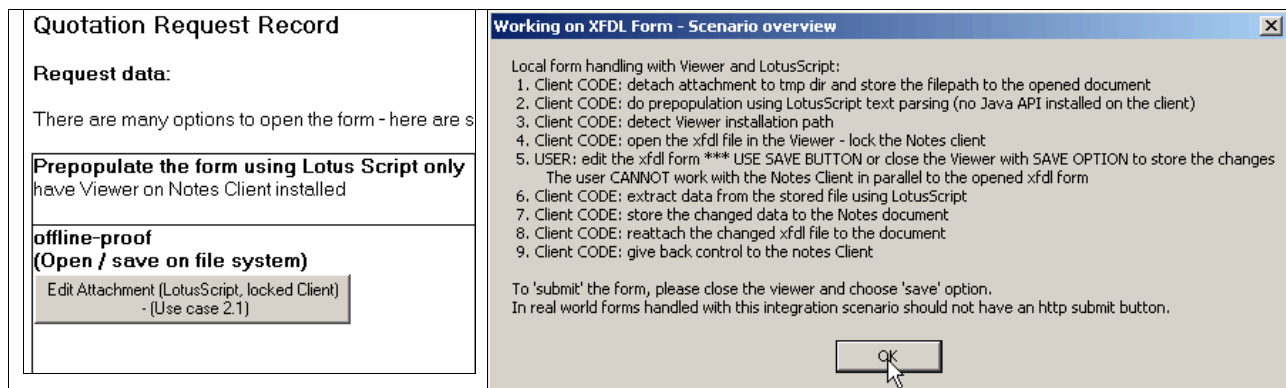 Quotation Request Record
Request data:
There are many options to open the form - here are s
Prepopulate the form using Lotus Script only
have Viewer on Notes Client installed
offline-proof
(Open / save on file system)
Edit Attachment (LotusScript, locked Client)
- (Use case 2.1)
Working on XFDL Form - Scenario overview
Local form handling with Viewer and LotusScript:
1. Client CODE: detach attachment to tmp dir and store the filepath to the opened document
2. Client CODE: do prepopulation using LotusScript text parsing (no Java API installed on the client)
3. Client CODE: detect Viewer installation path
4. Client CODE: open the xfdl file in the Viewer - lock the Notes client
5. USER: edit the xfdl form *** USE SAVE BUTTON or close the Viewer with SAVE OPTION to store the changes
The user CANNOT work with the Notes Client in parallel to the opened xfdl form
6. Client CODE: extract data from the stored file using LotusScript
7. Client CODE: store the changed data to the Notes document
8. Client CODE: reattach the changed xfdl file to the document
9. Client CODE: give back control to the notes Client
To 'submit' the form, please close the viewer and choose 'save' option.
In real world forms handled with this integration scenario should not have an http submit button.
OK